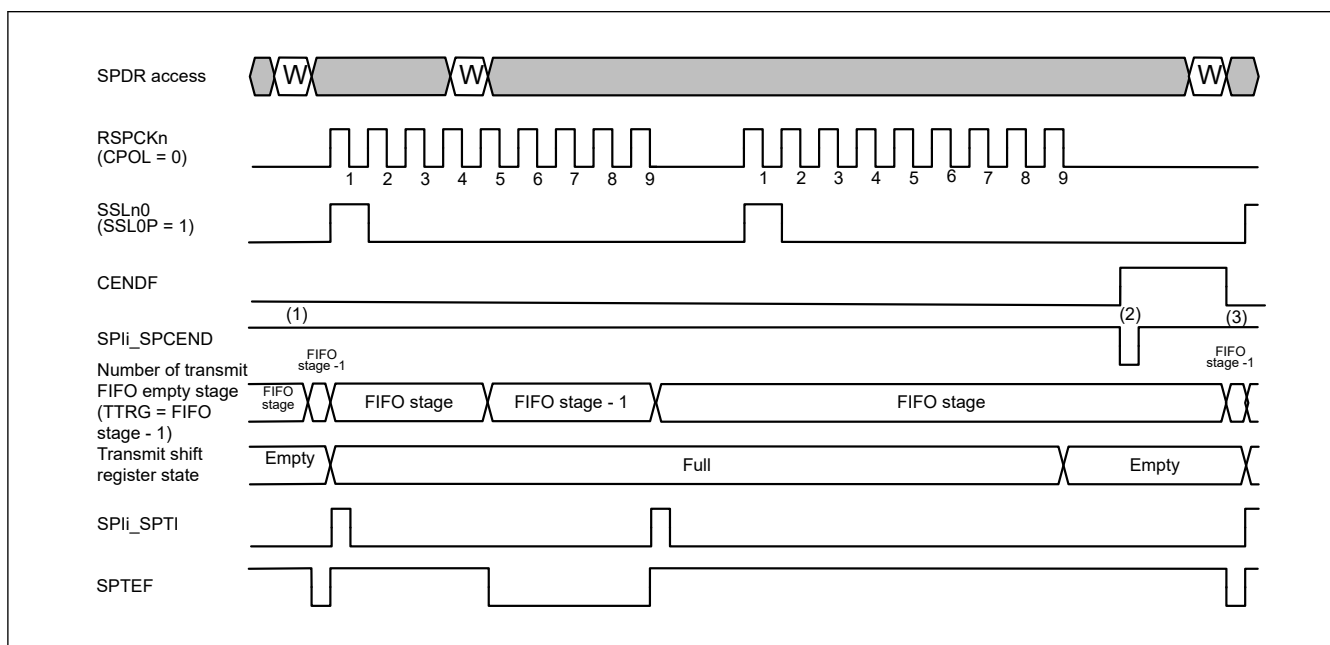 SPDR access
W W W
RSPCKn
(CPOL = 0)
1 2 3 4 5 6 7 8 9 1 2 3 4 5 6 7 8 9
SSLn0
(SSL0P = 1)
CENDF
(1) (2) (3)
SPIi_SPCEND
FIFO
stage -1
FIFO
stage -1
Number of transmit
FIFO empty stage
(TTRG = FIFO
stage - 1)
FIFO
stage
FIFO stage FIFO stage - 1 FIFO stage
Transmit shift
register state
Empty Full Empty
SPIi_SPTI
SPTEF